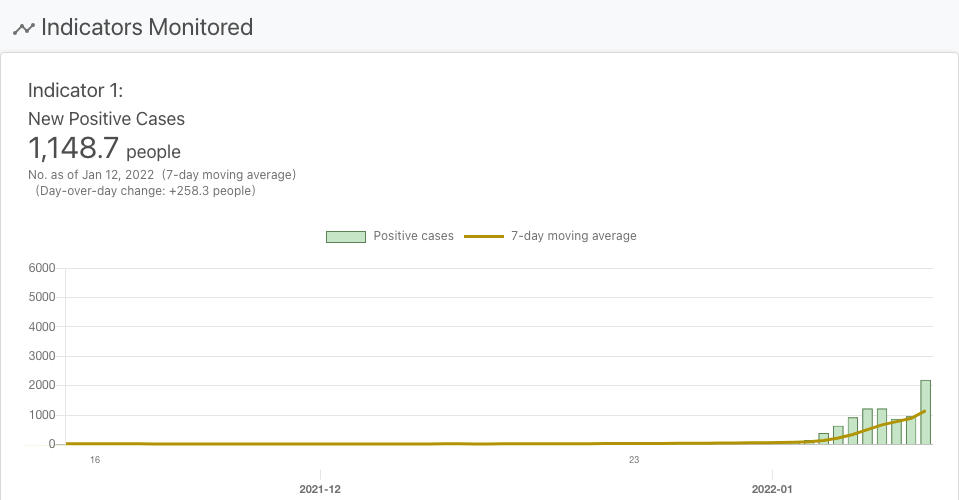 Indicators Monitored
Indicator 1:
New Positive Cases
1,148.7 people
No. as of Jan 12, 2022 (7-day moving average)
(Day-over-day change: +258.3 people)
Positive cases 7-day moving average
6000
5000
4000
3000
2000
1000
0
16 23
2021-12 2022-01